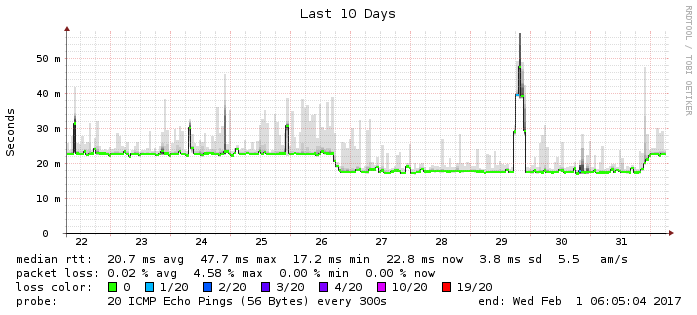 Last 10 Days
RRDTOOL / TOBI OETIKER
Seconds
50 m
40 m
30 m
20 m
10 m
0
22 23 24 25 26 27 28 29 30 31
median rtt: 20.7 ms avg 47.7 ms max 17.2 ms min 22.8 ms now 3.8 ms sd 5.5 am/s
packet loss: 0.02 % avg 4.58 % max 0.00 % min 0.00 % now
loss color: 0 1/20 2/20 3/20 4/20 10/20 19/20
probe: 20 ICMP Echo Pings (56 Bytes) every 300s end: Wed Feb 1 06:05:04 2017